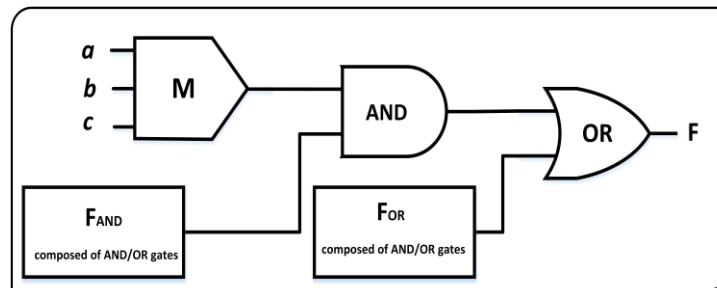 a
b
c
M
AND
OR
F
FAND
composed of AND/OR gates
FOR
composed of AND/OR gates